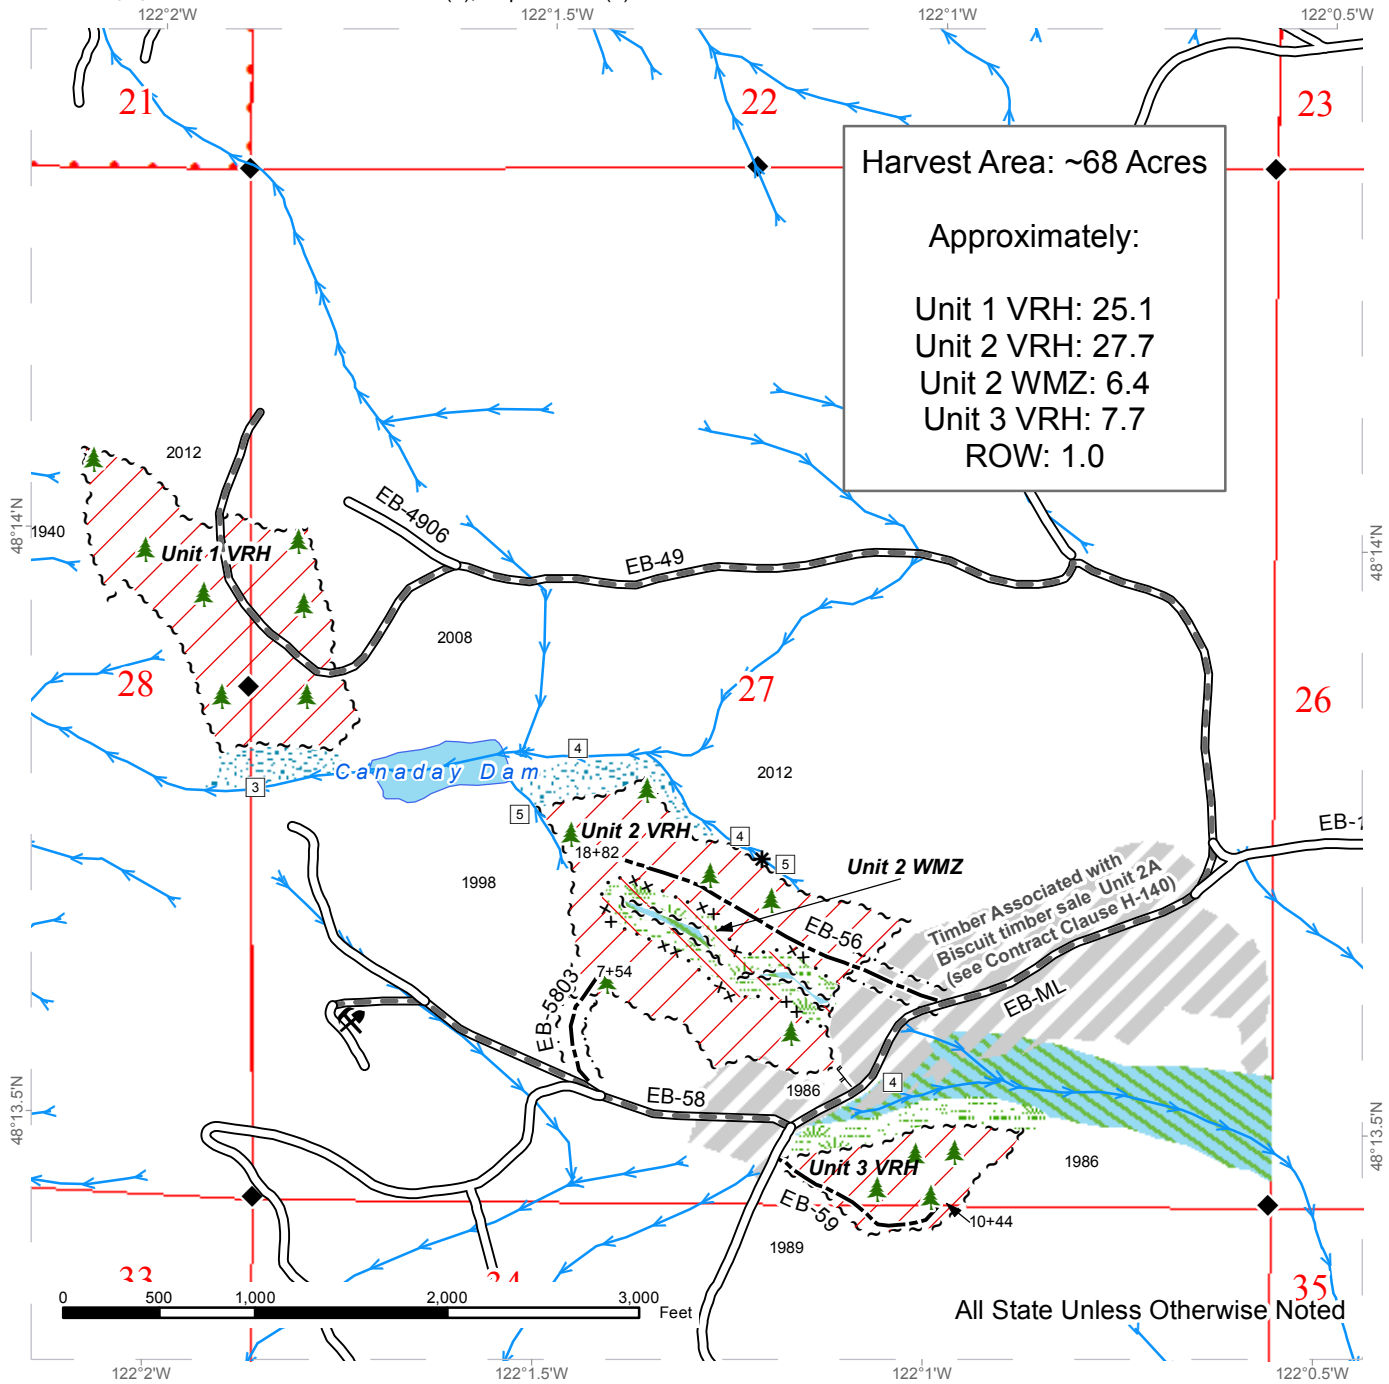 122°2'W
122°1.5'W
122°1'W
122°0.5'W
21
22
23
Harvest Area: ~68 Acres
Approximately:
Unit 1 VRH: 25.1
Unit 2 VRH: 27.7
Unit 2 WMZ: 6.4
Unit 3 VRH: 7.7
ROW: 1.0
2012
EB-4906
48°14'N
1940
Unit 1 VRH
EB-49
48°14'N
2008
28
27
26
4
Canaday Dam
2012
3
5
Unit 2 VRH
4
EB-1
18+82
5
Unit 2 WMZ
1998
Timber Associated with
Biscuit timber sale Unit 2A
(see Contract Clause H-140)
EB-56
7+54
EB-5803
EB-ML
48°13.5'N
1986
4
EB-58
48°13.5'N
Unit 3 VRH
1986
EB-59
10+44
1989
33
34
35
0
500
1,000
2,000
3,000
Feet
All State Unless Otherwise Noted
122°2'W
122°1.5'W
122°1'W
122°0.5'W